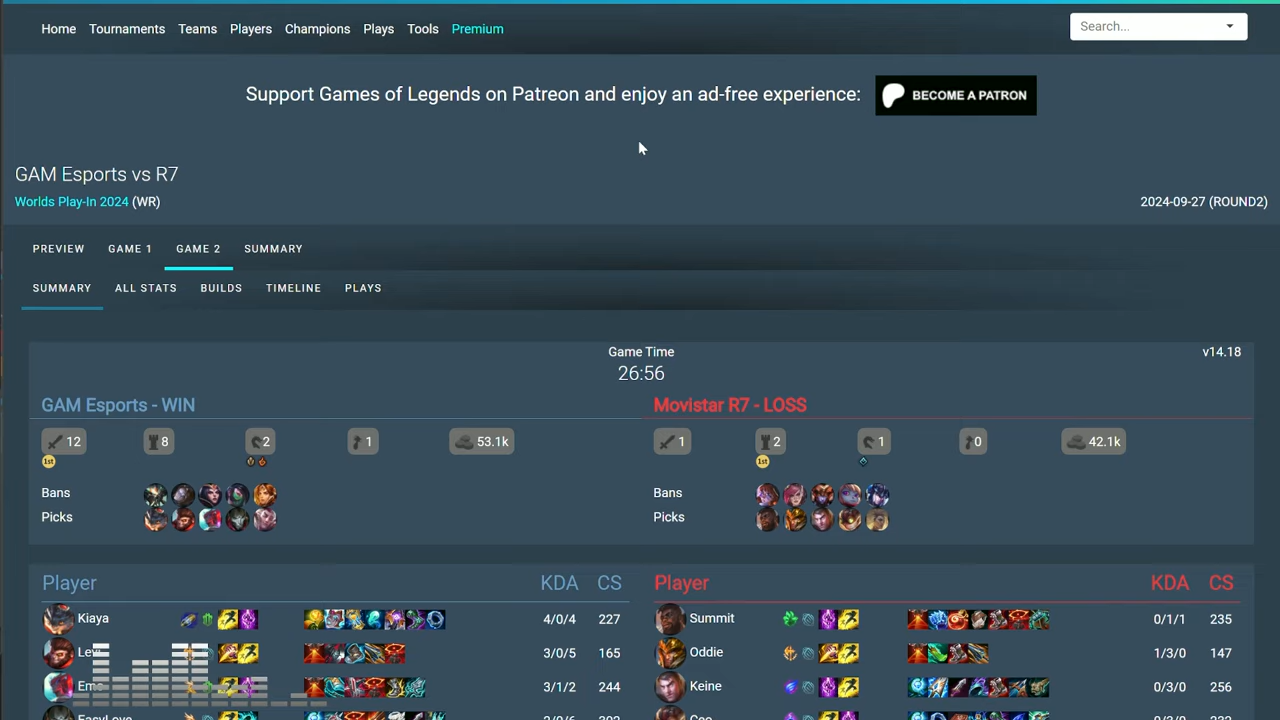 Home Tournaments Teams Players Champions Plays Tools Premium Search...
Support Games of Legends on Patreon and enjoy an ad-free experience: BECOME A PATRON
GAM Esports vs R7
Worlds Play-In 2024 (WR) 2024-09-27 (ROUND2)
PREVIEW GAME 1 GAME 2 SUMMARY
SUMMARY ALL STATS BUILDS TIMELINE PLAYS
Game Time v14.18
26:56
GAM Esports - WIN Movistar R7 - LOSS
12 8 2 1 53.1k 1 2 1 0 42.1k
1st 1st
Bans Bans
Picks Picks
Player KDA CS Player KDA CS
Kiaya 4/0/4 227 Summit 0/1/1 235
Levi 3/0/5 165 Oddie 1/3/0 147
Emo 3/1/2 244 Keine 0/3/0 256
EasyLove